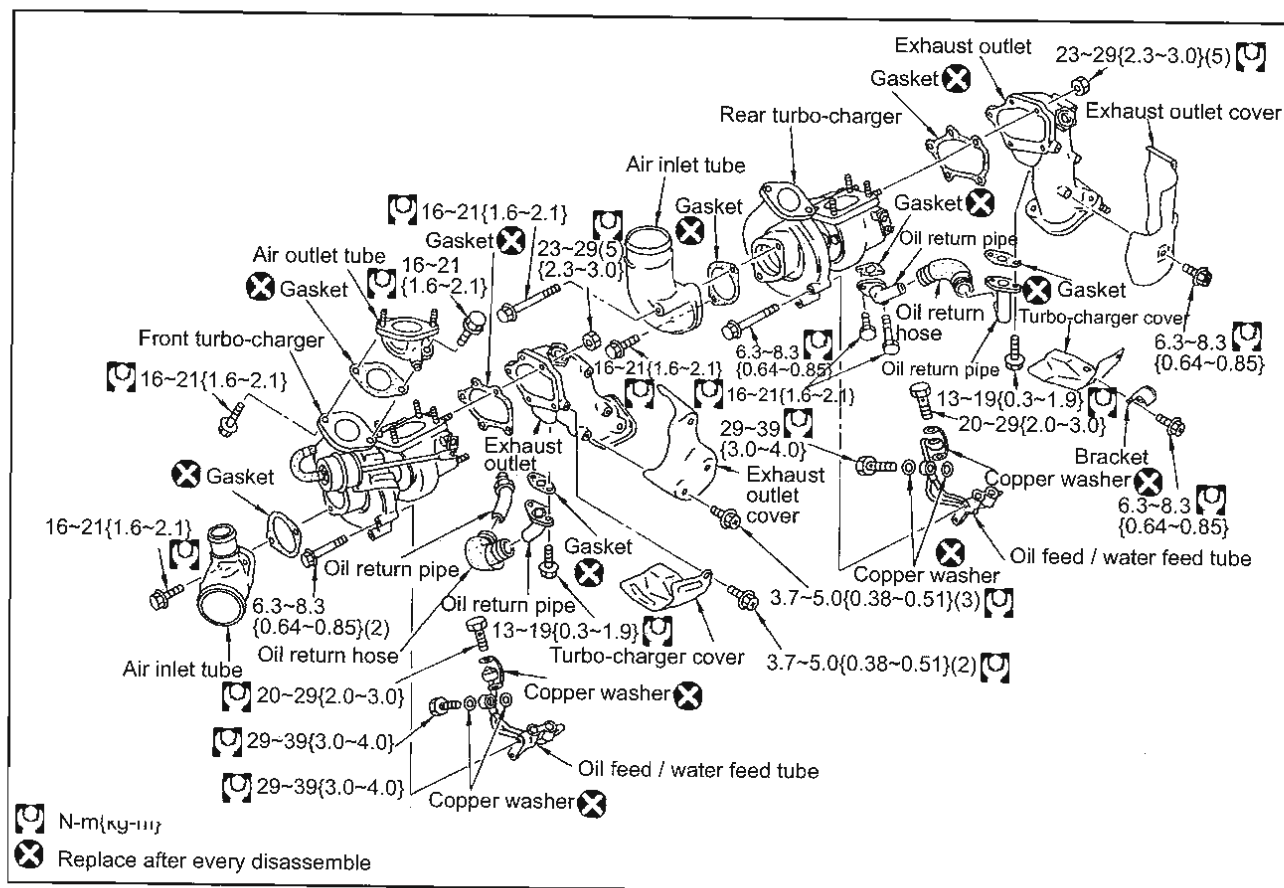 Exhaust outlet
23~29{2.3~3.0}(5)
Gasket
Exhaust outlet cover
Rear turbo-charger
Air inlet tube
16~21{1.6~2.1}
Gasket
Gasket
Gasket
23~29(5)
{2.3~3.0}
Oil return pipe
Air outlet tube
16~21
{1.6~2.1}
Gasket
Gasket
Oil return
hose
Turbo-charger cover
Front turbo-charger
6.3~8.3
{0.64~0.85}
6.3~8.3
{0.64~0.85}
16~21{1.6~2.1}
Oil return pipe
16~21{1.6~2.1}
16~21{1.6~2.1}
13~19{0.3~1.9}
20~29{2.0~3.0}
29~39
{3.0~4.0}
Exhaust
outlet
Bracket
Gasket
Exhaust
outlet
cover
Copper washer
6.3~8.3
{0.64~0.85}
16~21{1.6~2.1}
Gasket
Oil feed / water feed tube
Oil return pipe
Copper washer
6.3~8.3
{0.64~0.85}(2)
Oil return pipe
3.7~5.0{0.38~0.51}(3)
13~19{0.3~1.9}
Oil return hose
Turbo-charger cover
Air inlet tube
3.7~5.0{0.38~0.51}(2)
20~29{2.0~3.0}
Copper washer
29~39{3.0~4.0}
Oil feed / water feed tube
29~39{3.0~4.0}
Copper washer
N-m
Replace after every disassemble